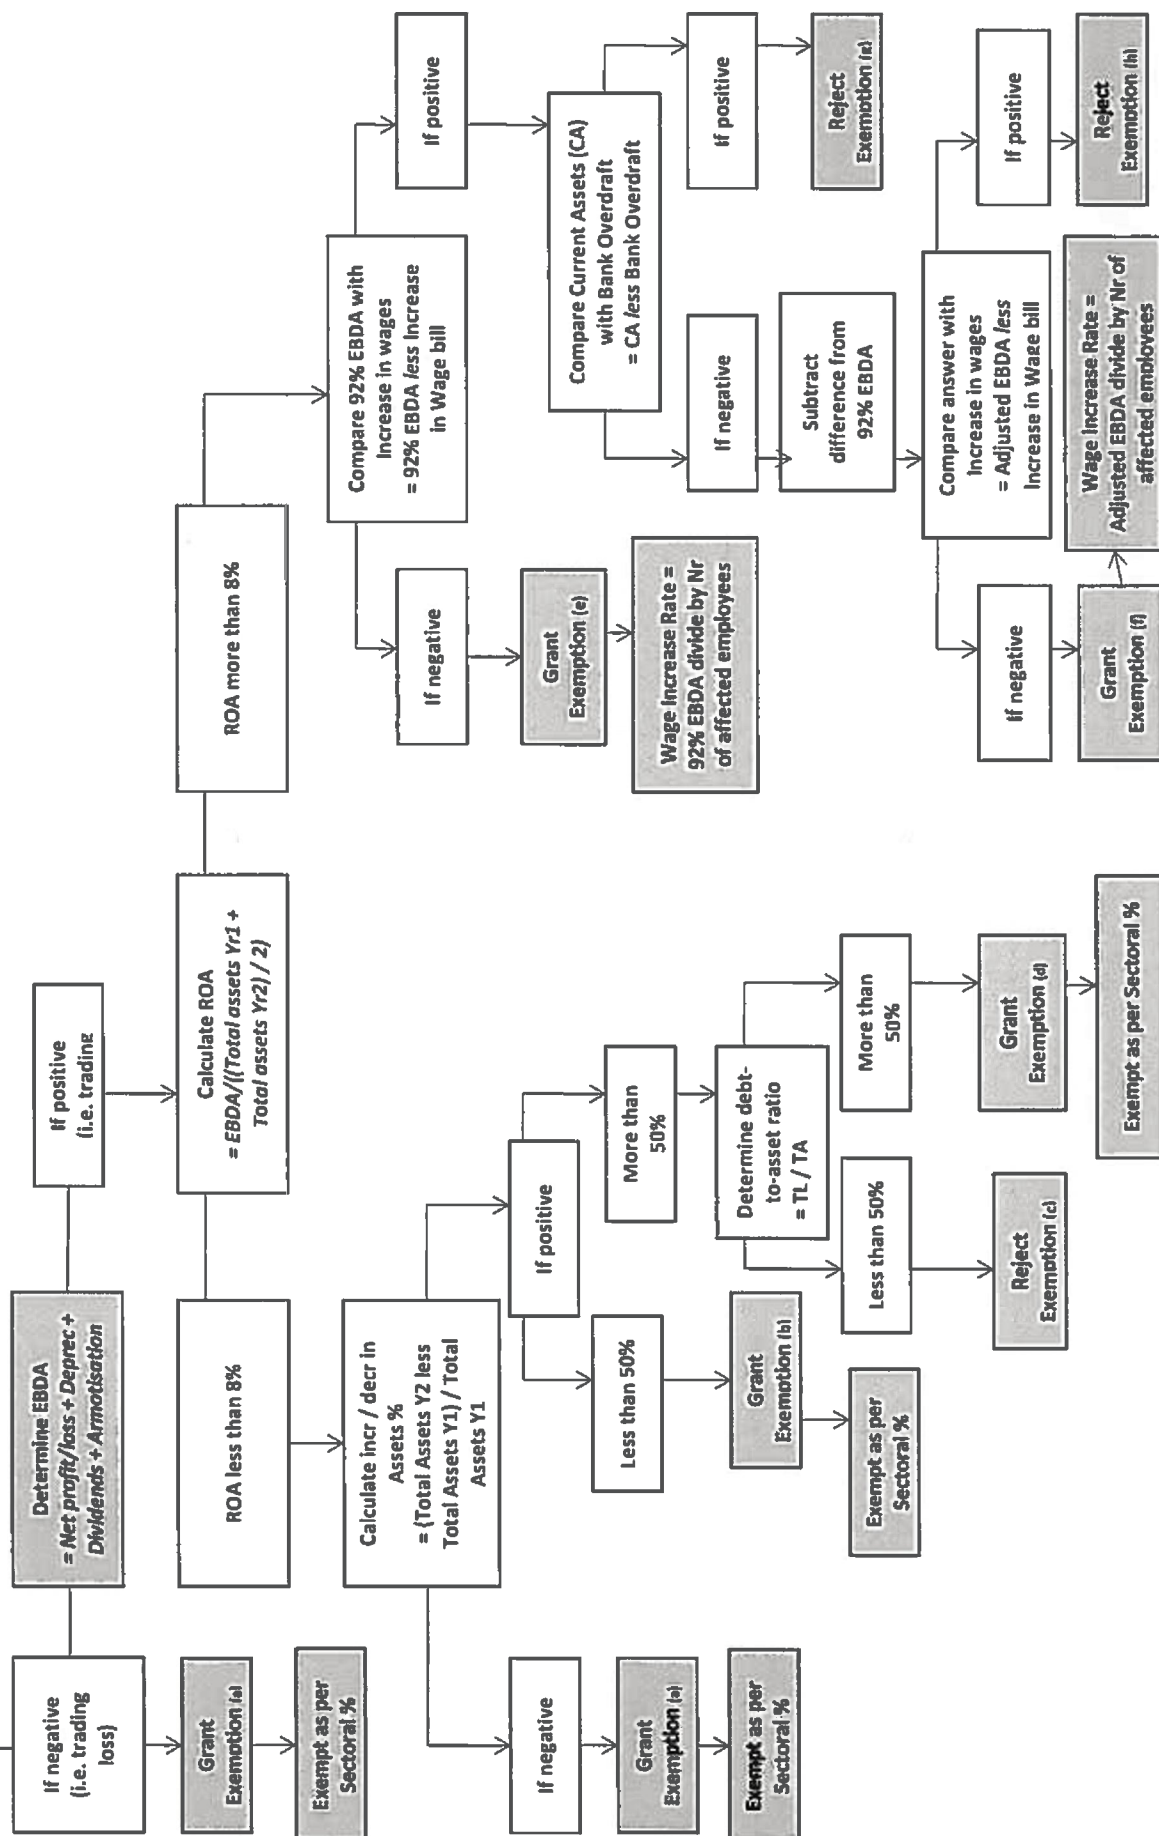 If negative
(i.e. trading
loss)
Determine EBDA
= Net profit/loss + Deprec +
Dividends + Armotisation
If positive
(i.e. trading
Grant
Exemption (a)
Exempt as per
Sectoral %
ROA less than 8%
Calculate ROA
= EBDA/((Total assets Yr1 +
Total assets Yr2) / 2)
ROA more than 8%
Calculate incr / decr in
Assets %
= (Total Assets Y2 less
Total Assets Y1) / Total
Assets Y1
If negative
Grant
Exemption (a)
Exempt as per
Sectoral %
If positive
Less than 50%
Grant
Exemotion (b)
Exempt as per
Sectoral %
More than
50%
Determine debt-
to-asset ratio
= TL / TA
Less than 50%
Reject
Exemption (c)
More than
50%
Grant
Exemption (d)
Exempt as per Sectoral %
Compare 92% EBDA with
Increase in wages
= 92% EBDA less Increase
in Wage bill
If negative
Grant
Exemption (e)
Wage Increase Rate =
92% EBDA divide by Nr
of affected employees
If positive
Compare Current Assets (CA)
with Bank Overdraft
= CA less Bank Overdraft
If negative
Subtract
difference from
92% EBDA
If positive
Reject
Exemption (g)
Compare answer with
Increase in wages
= Adjusted EBDA less
Increase in Wage bill
If negative
Grant
Exemption (f)
Wage Increase Rate =
Adjusted EBDA divide by Nr of
affected employees
If positive
Reject
Exemption (h)